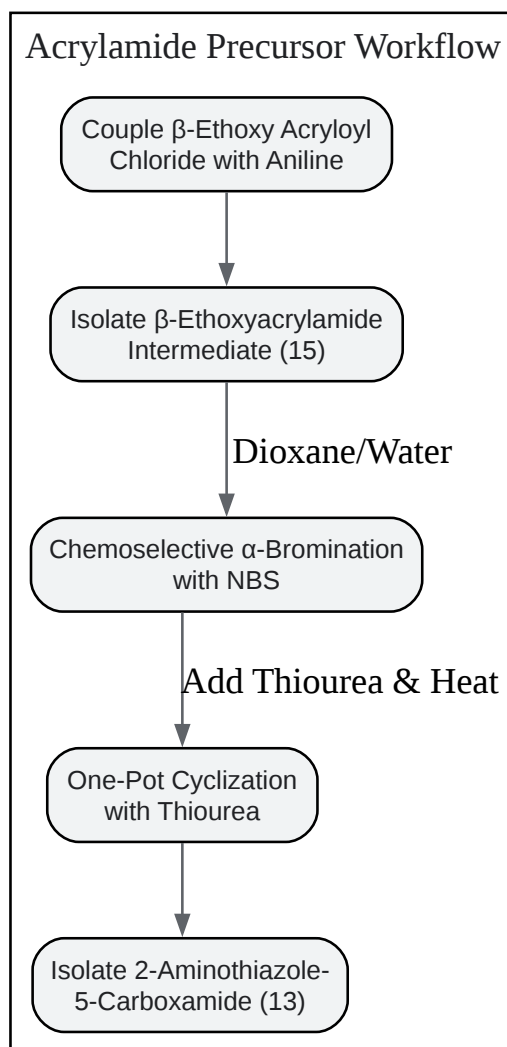 Acrylamide Precursor Workflow
Couple β-Ethoxy Acryloyl
Chloride with Aniline
Isolate β-Ethoxyacrylamide
Intermediate (15)
Dioxane/Water
Chemoselective α-Bromination
with NBS
Add Thiourea & Heat
One-Pot Cyclization
with Thiourea
Isolate 2-Aminothiazole-
5-Carboxamide (13)